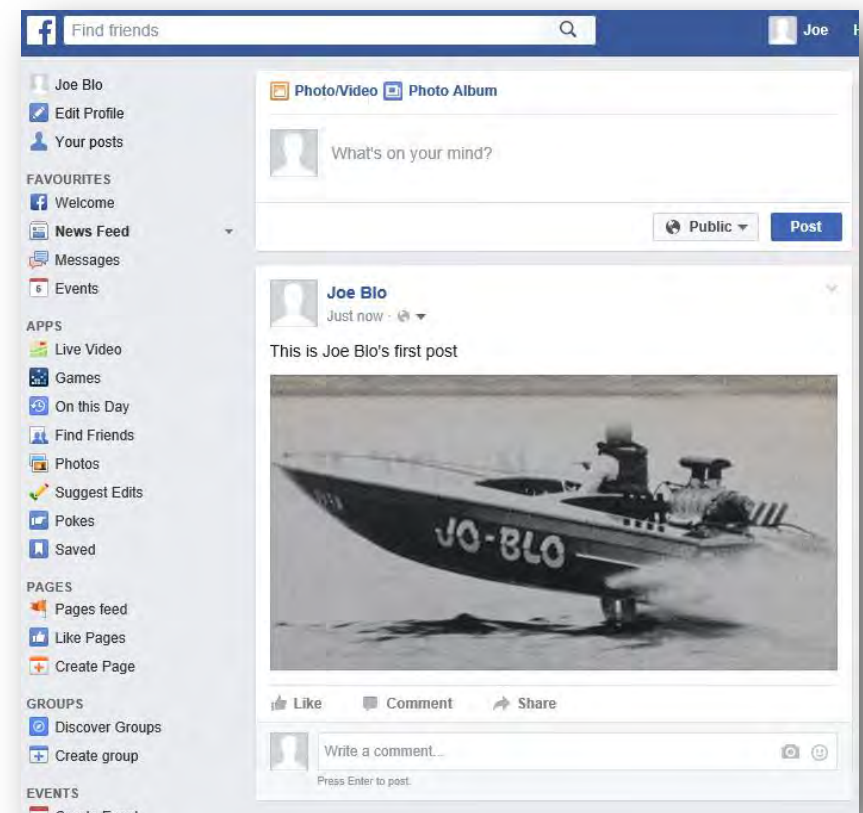 f Find friends Joe
Joe Blo
Edit Profile
Your posts
FAVOURITES
Welcome
News Feed
Messages
Events
APPS
Live Video
Games
On this Day
Find Friends
Photos
Suggest Edits
Pokes
Saved
PAGES
Pages feed
Like Pages
Create Page
GROUPS
Discover Groups
Create group
EVENTS
Photo/Video Photo Album
What's on your mind?
Public Post
Joe Blo
Just now ·
This is Joe Blo's first post
JO-BLO
Like Comment Share
Write a comment...
Press Enter to post.